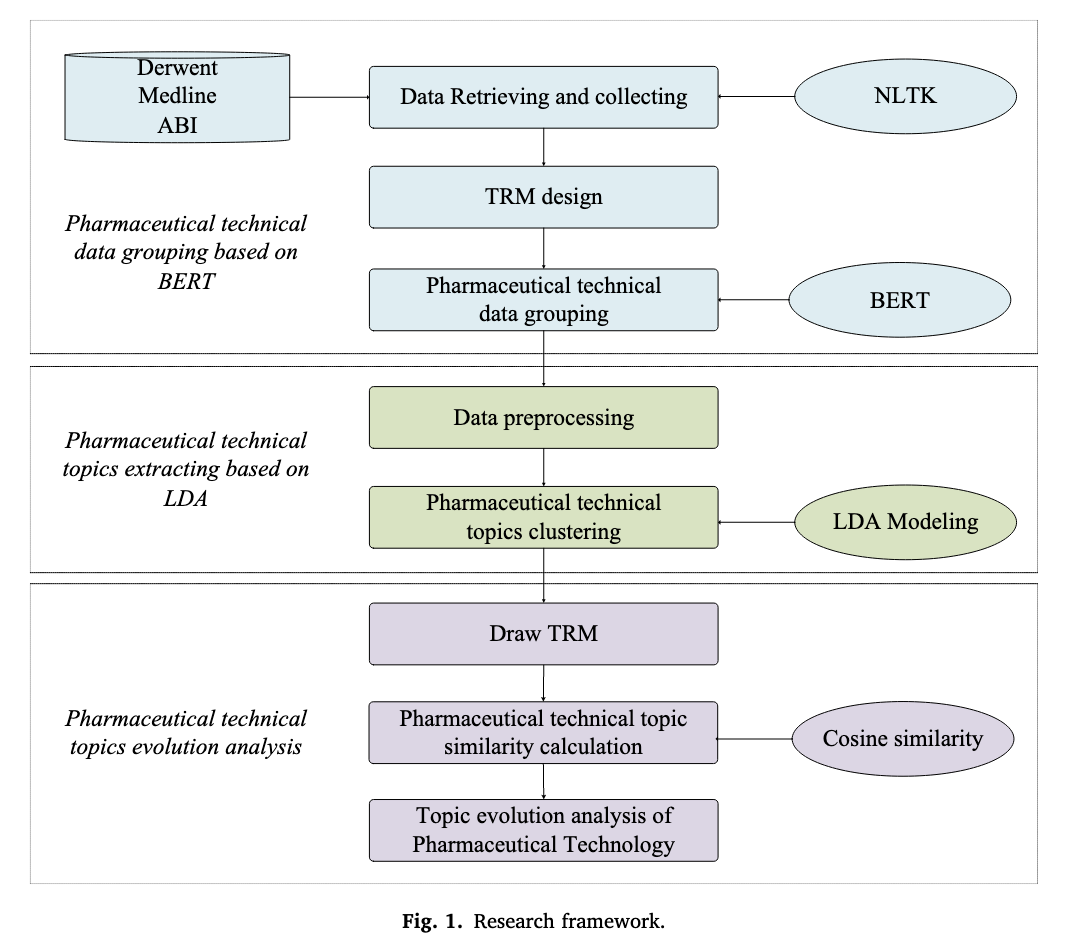 Derwent
Medline
ABI
Data Retrieving and collecting
NLTK
TRM design
Pharmaceutical technical
data grouping based on
BERT
Pharmaceutical technical
data grouping
BERT
Data preprocessing
Pharmaceutical technical
topics extracting based on
LDA
Pharmaceutical technical
topics clustering
LDA Modeling
Draw TRM
Pharmaceutical technical
topics evolution analysis
Pharmaceutical technical topic
similarity calculation
Cosine similarity
Topic evolution analysis of
Pharmaceutical Technology
Fig. 1. Research framework.